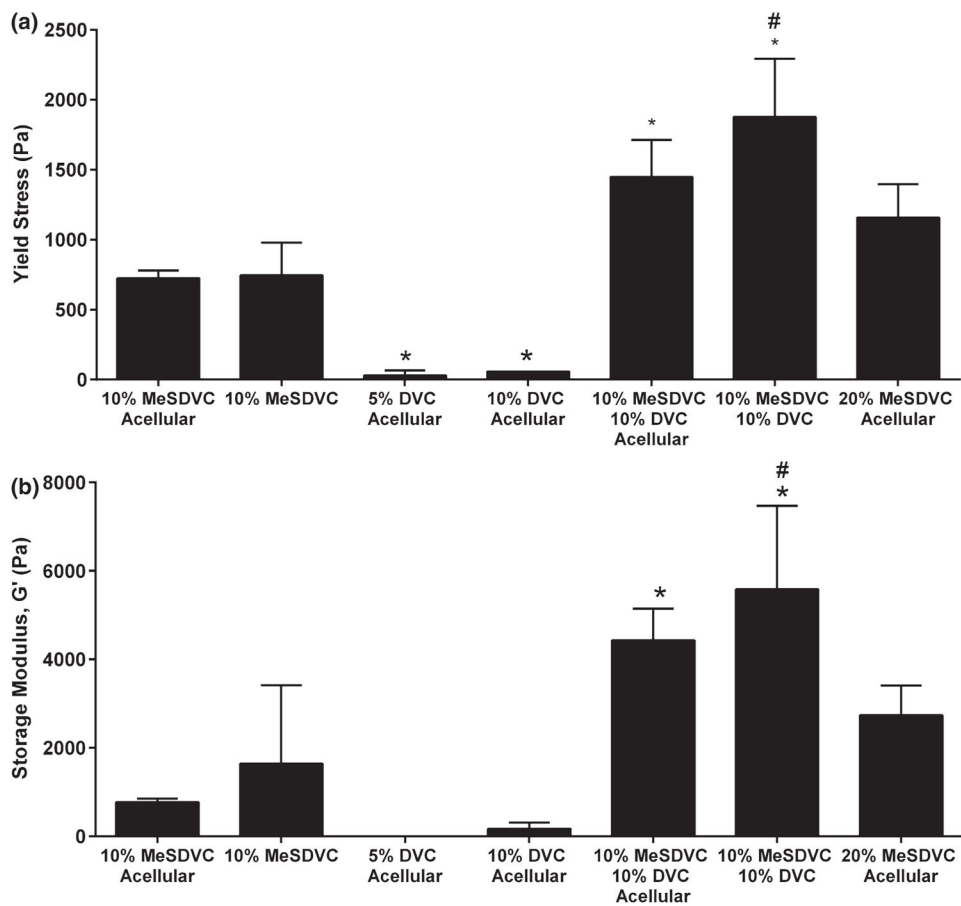 (a)
Yield Stress (Pa)
2500
2000
1500
1000
500
0
#
*
*
*
*
10% MeSDVC
Acellular
10% MeSDVC
5% DVC
Acellular
10% DVC
Acellular
10% MeSDVC
10% DVC
Acellular
10% MeSDVC
10% DVC
20% MeSDVC
Acellular
(b)
Storage Modulus, G' (Pa)
8000
6000
4000
2000
0
#
*
*
10% MeSDVC
Acellular
10% MeSDVC
5% DVC
Acellular
10% DVC
Acellular
10% MeSDVC
10% DVC
Acellular
10% MeSDVC
10% DVC
20% MeSDVC
Acellular